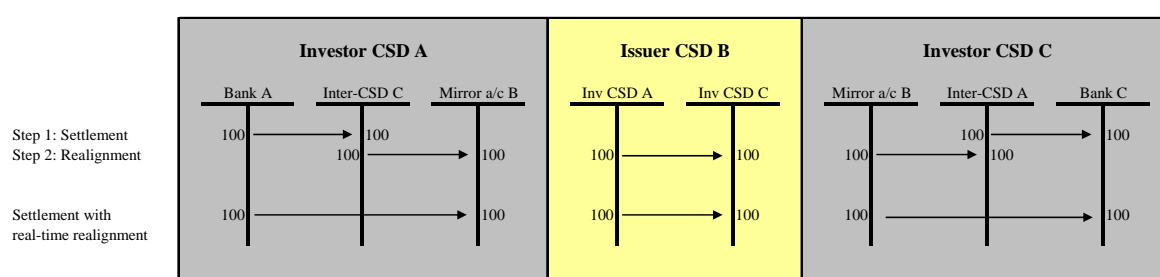 Investor CSD A Issuer CSD B Investor CSD C
Bank A Inter-CSD C Mirror a/c B Inv CSD A Inv CSD C Mirror a/c B Inter-CSD A Bank C
Step 1: Settlement 100 100 100 100
Step 2: Realignment 100 100 100 100 100 100
Settlement with 100 100 100 100 100 100
real-time realignment